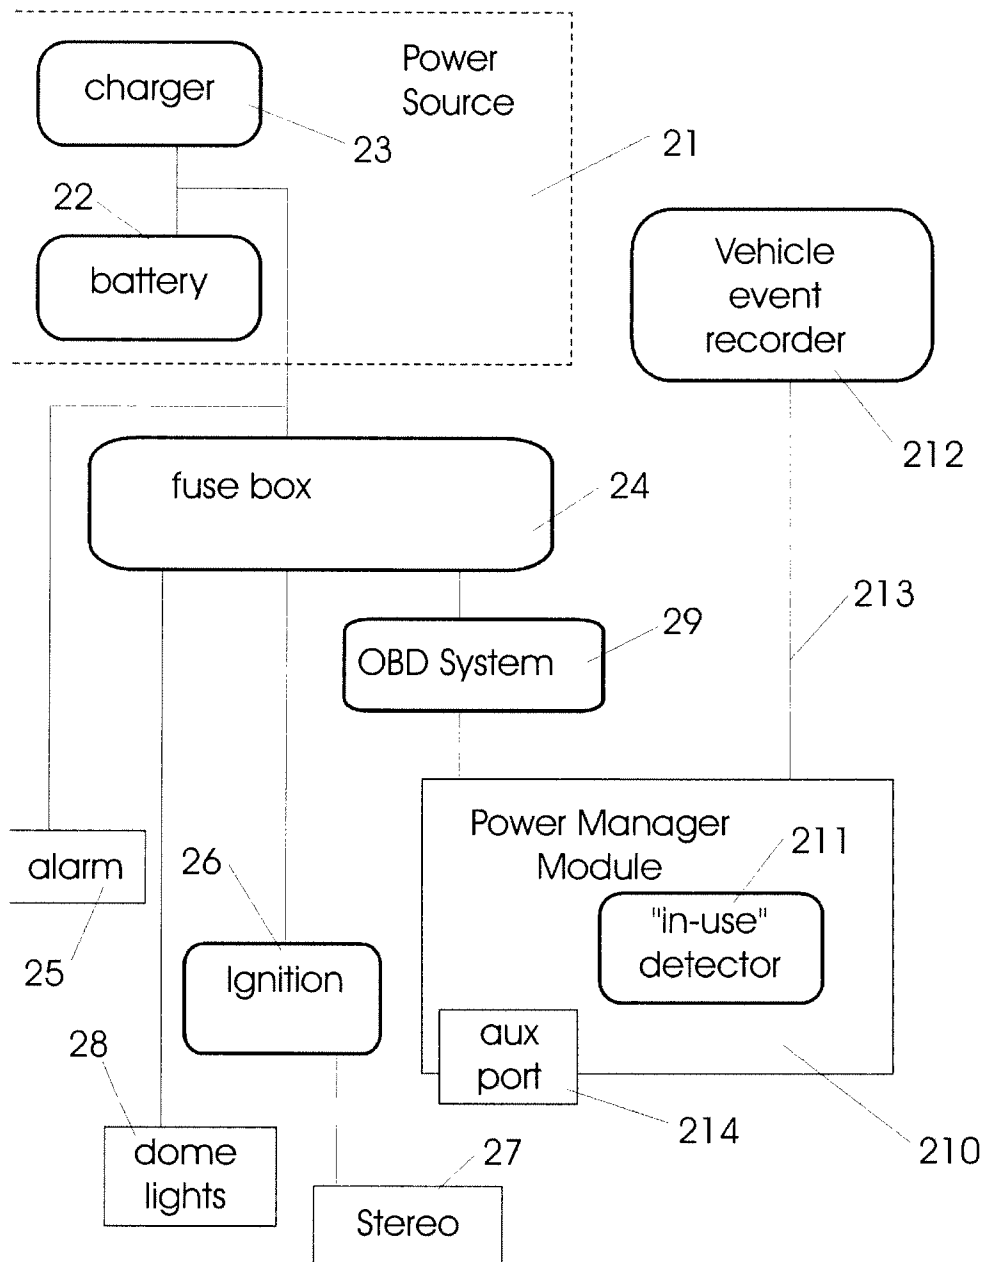 charger
Power
Source
23
21
22
battery
Vehicle
event
recorder
212
fuse box
24
213
29
OBD System
Power Manager
Module
211
"in-use"
detector
alarm
25
26
Ignition
aux
port
214
210
28
dome
lights
27
Stereo